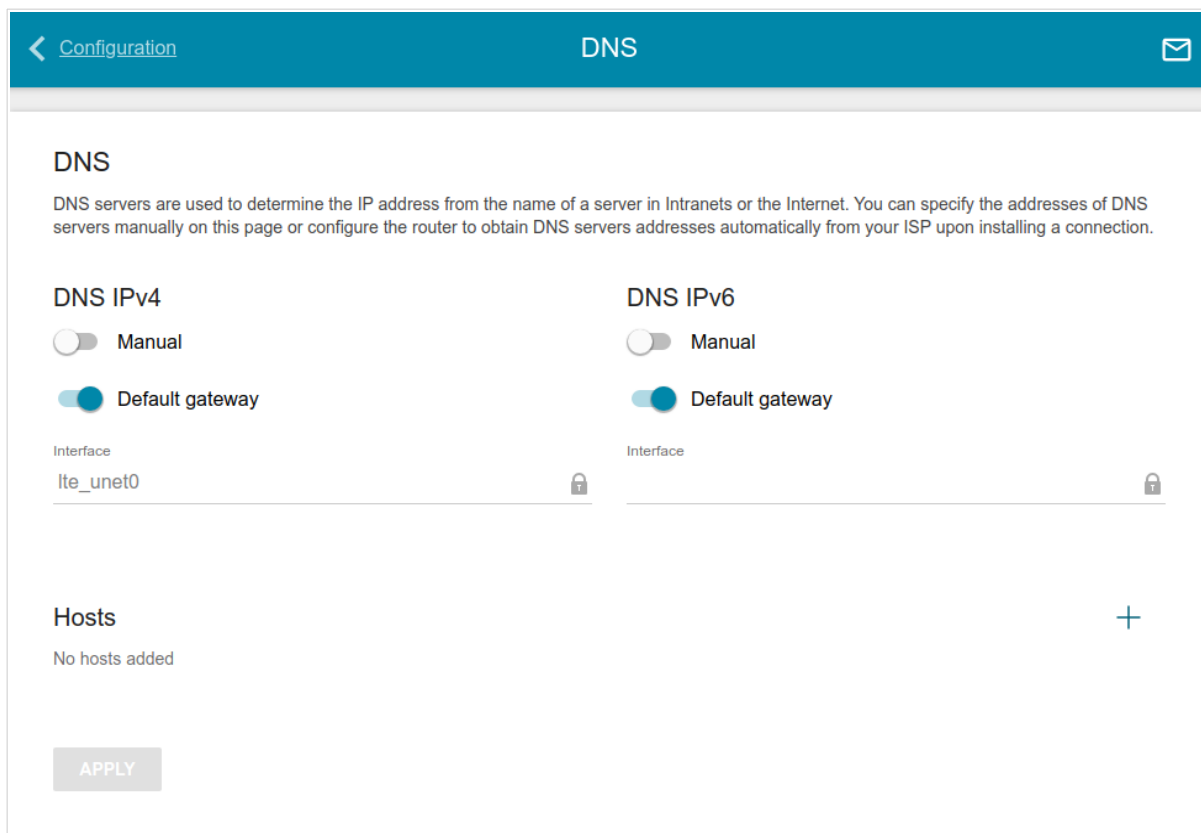 Configuration
DNS
DNS
DNS servers are used to determine the IP address from the name of a server in Intranets or the Internet. You can specify the addresses of DNS
servers manually on this page or configure the router to obtain DNS servers addresses automatically from your ISP upon installing a connection.
DNS IPv4
Manual
Default gateway
Interface
lte_unet0
DNS IPv6
Manual
Default gateway
Interface
Hosts
No hosts added
APPLY